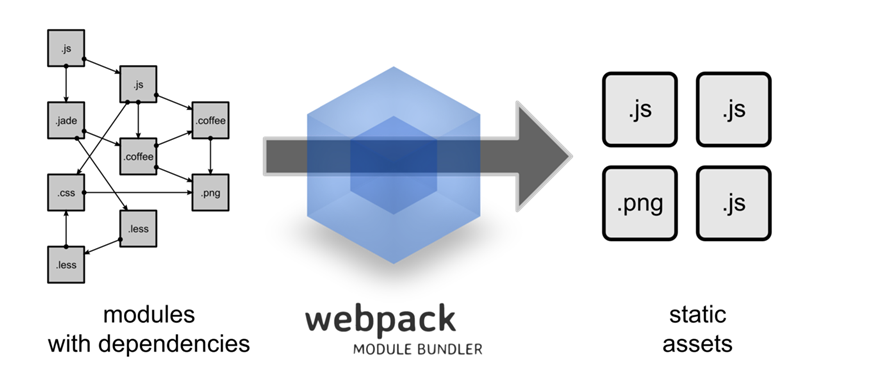 .js
.js
.jade
.coffee
.coffee
.css
.png
.less
.less
modules
with dependencies
webpack
MODULE BUNDLER
.js
.js
.png
.js
static
assets